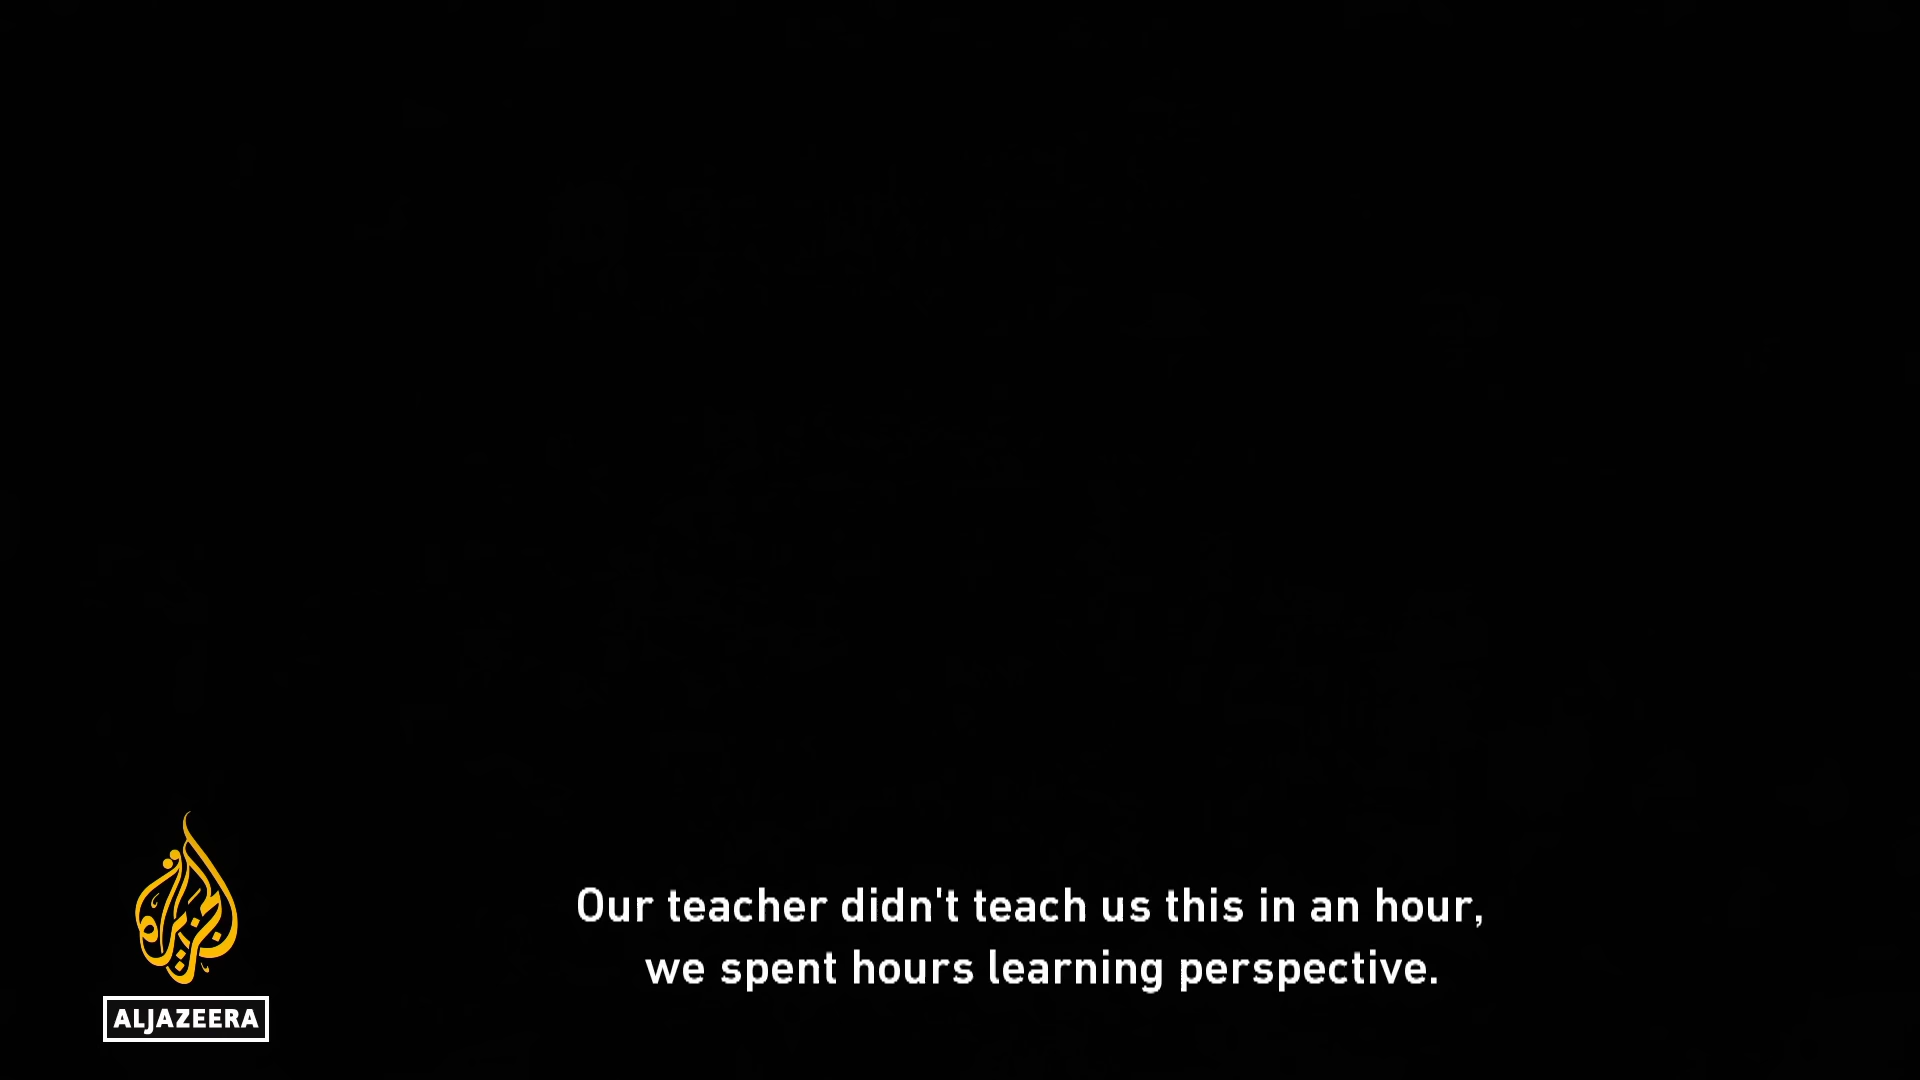 Our teacher didn't teach us this in an hour,
we spent hours learning perspective.
الجزيرة
ALJAZEERA